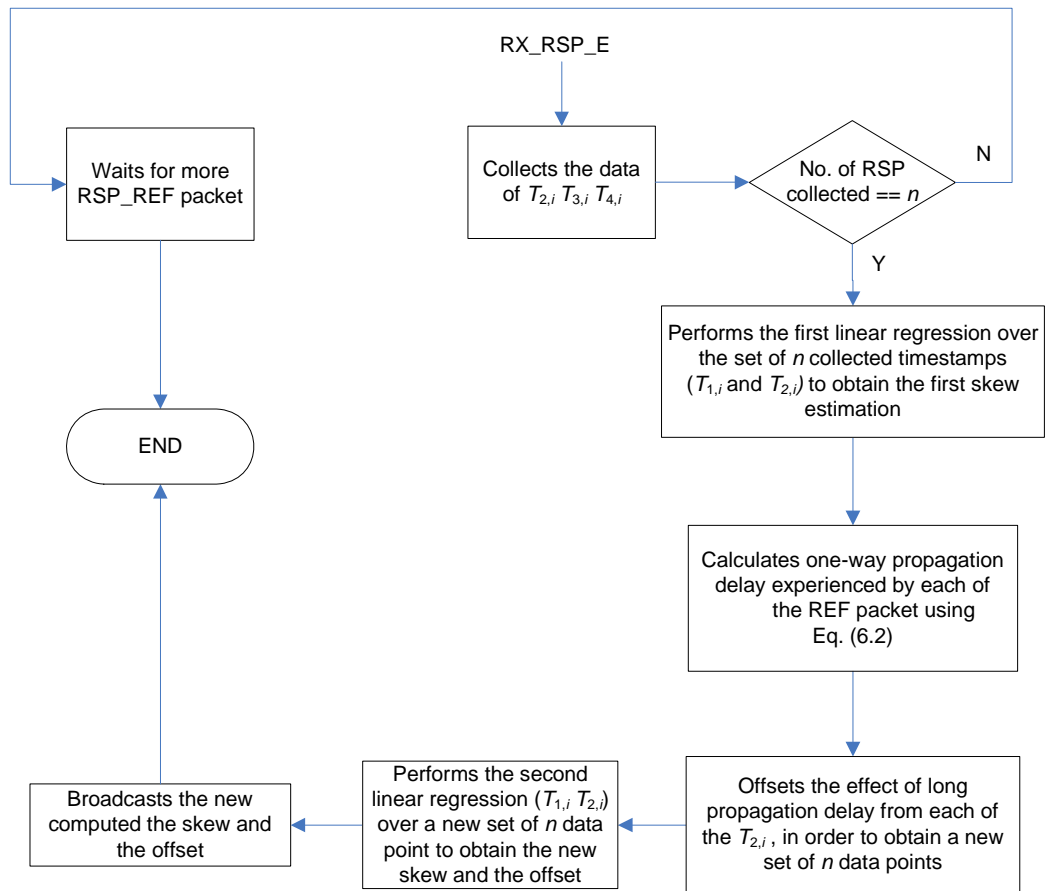 RX_RSP_E
Waits for more
RSP_REF packet
Collects the data
of T2,i T3,i T4,i
No. of RSP
collected == n
N
Y
Performs the first linear regression over
the set of n collected timestamps
(T1,i and T2,i) to obtain the first skew
estimation
END
Calculates one-way propagation
delay experienced by each of
the REF packet using
Eq. (6.2)
Offsets the effect of long
propagation delay from each of
the T2,i , in order to obtain a new
set of n data points
Performs the second
linear regression (T1,i T2,i)
over a new set of n data
point to obtain the new
skew and the offset
Broadcasts the new
computed the skew and
the offset